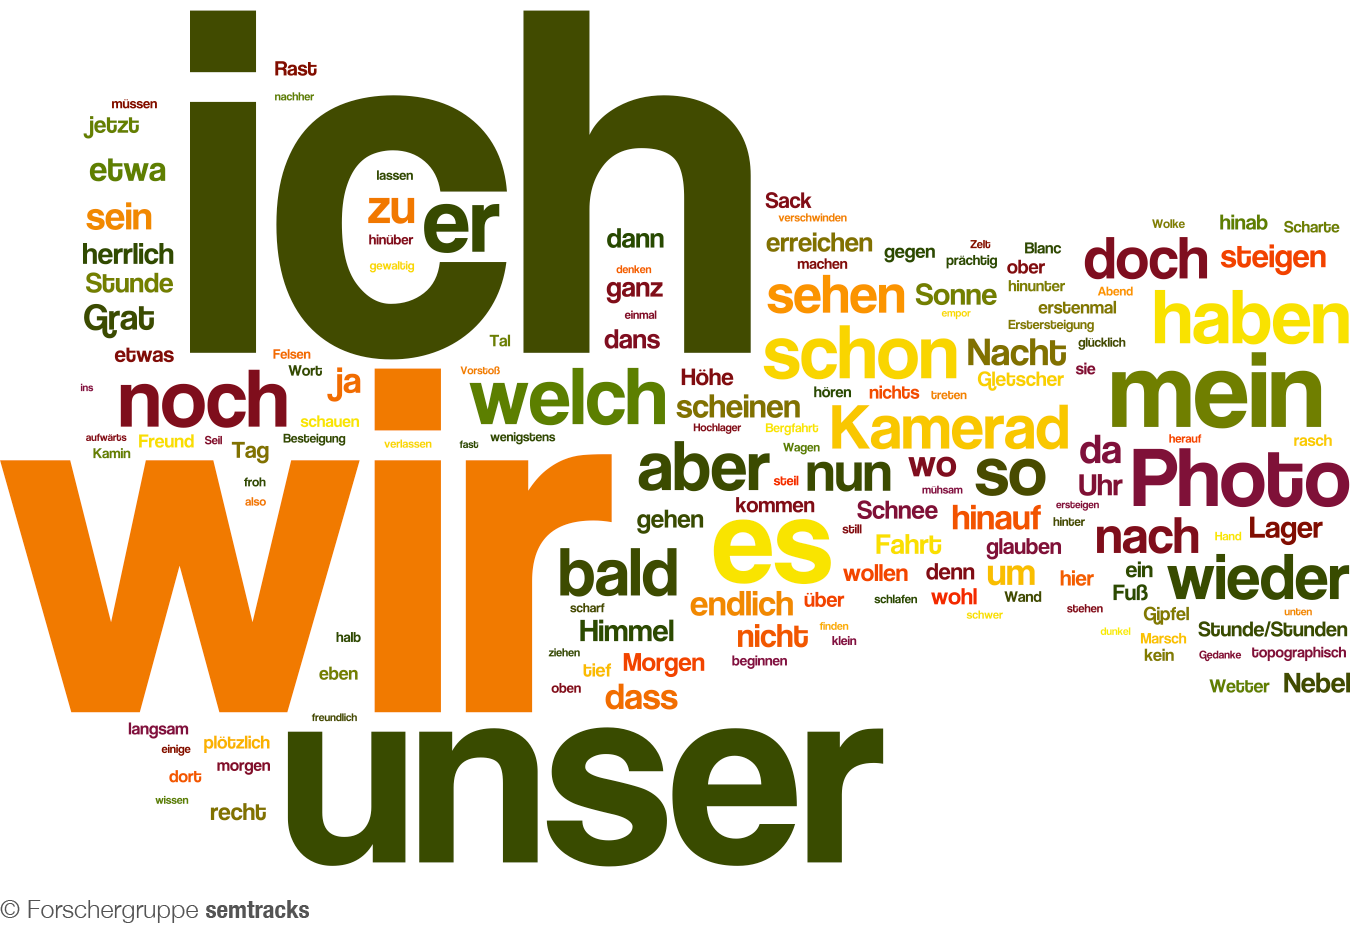 ich
Rast
nachher
müssen
jetzt
etwa
sein
herrlich
Stunde
Grat
etwas
lassen
zu
er
hinüber
gewaltig
dann
denken
ganz
einmal
dans
Tal
Sack
verschwinden
erreichen
machen
gegen
prächtig
Zelt
Blanc
ober
hinunter
Wolke
hinab
Scharte
doch
steigen
sehen
Sonne
empor
Abend
erstenmal
Erstersteigung
glücklich
haben
schon
Nacht
Gletscher
sie
mein
ins
noch
Felsen
Wort
ja
schauen
Vorstoß
welch
Höhe
scheinen
Hochlager
hören
nichts
treten
Bergfahrt
Kamerad
aufwärts
Freund
Seil
Kamin
Tag
Besteigung
verlassen
fast
wenigstens
froh
also
wir
aber
steil
Wagen
nun
wo
mühsam
so
da
Uhr
herauf
rasch
Photo
ersteigen
gehen
kommen
still
Schnee
hinauf
hinter
nach
Hand
Lager
es
Fahrt
glauben
bald
wollen
denn
um
hier
ein
Fuß
wieder
scharf
endlich
über
schlafen
wohl
Wand
schwer
stehen
Gipfel
unten
Himmel
nicht
finden
klein
dunkel
Marsch
Stunde/Stunden
halb
ziehen
tief
Morgen
beginnen
kein
Gedanke
topographisch
eben
oben
dass
Wetter
Nebel
freundlich
langsam
einige
plötzlich
dort
morgen
wissen
recht
unser
© Forschergruppe semtracks